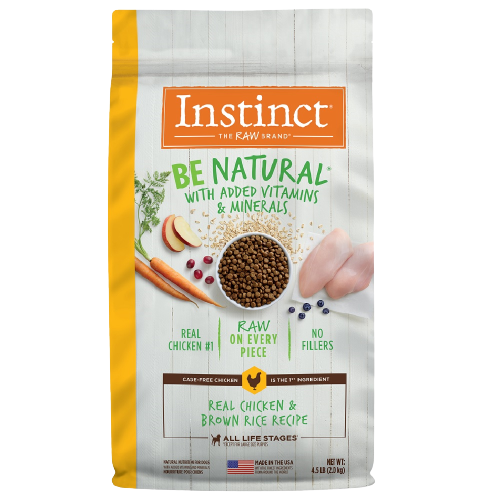 Instinct®
THE RAW BRAND™
BE NATURAL*
WITH ADDED VITAMINS
& MINERALS
REAL
CHICKEN #1
RAW
ON EVERY
PIECE
NO
FILLERS
CAGE-FREE CHICKEN
IS THE 1ST INGREDIENT
REAL CHICKEN &
BROWN RICE RECIPE
ALL LIFE STAGES
MADE IN THE USA
NET WT:
4.5 LB (2.0 kg)